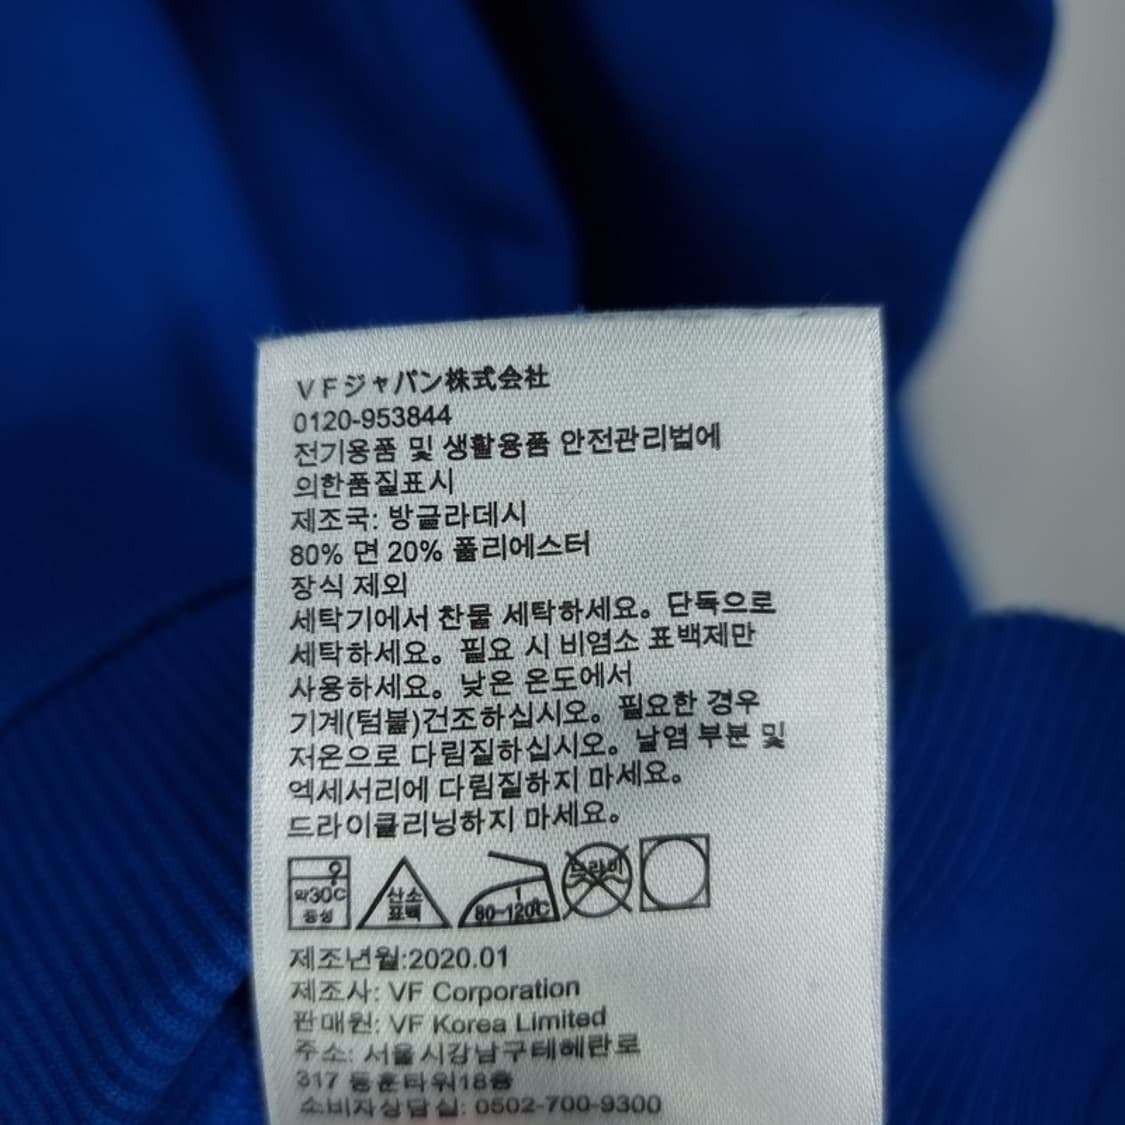 VFジャパン株式会社
0120-953844
전기용품 및 생활용품 안전관리법에
의한품질표시
제조국: 방글라데시
80% 면 20% 폴리에스터
장식 제외
세탁기에서 찬물 세탁하세요。단독으로
세탁하세요。필요 시 비염소 표백제만
사용하세요。낮은 온도에서
기계(텀블)건조하십시오。필요한 경우
저온으로 다림질하십시오。날염 부분 및
엑세서리에 다림질하지 마세요。
드라이클리닝하지 마세요。
약30℃
중성
산소
표백
80-120℃
드라이
제조년월:2020.01
제조사: VF Corporation
판매원: VF Korea Limited
주소: 서울시강남구테헤란로
317 동훈타워18층
소비자상담실: 0502-700-9300